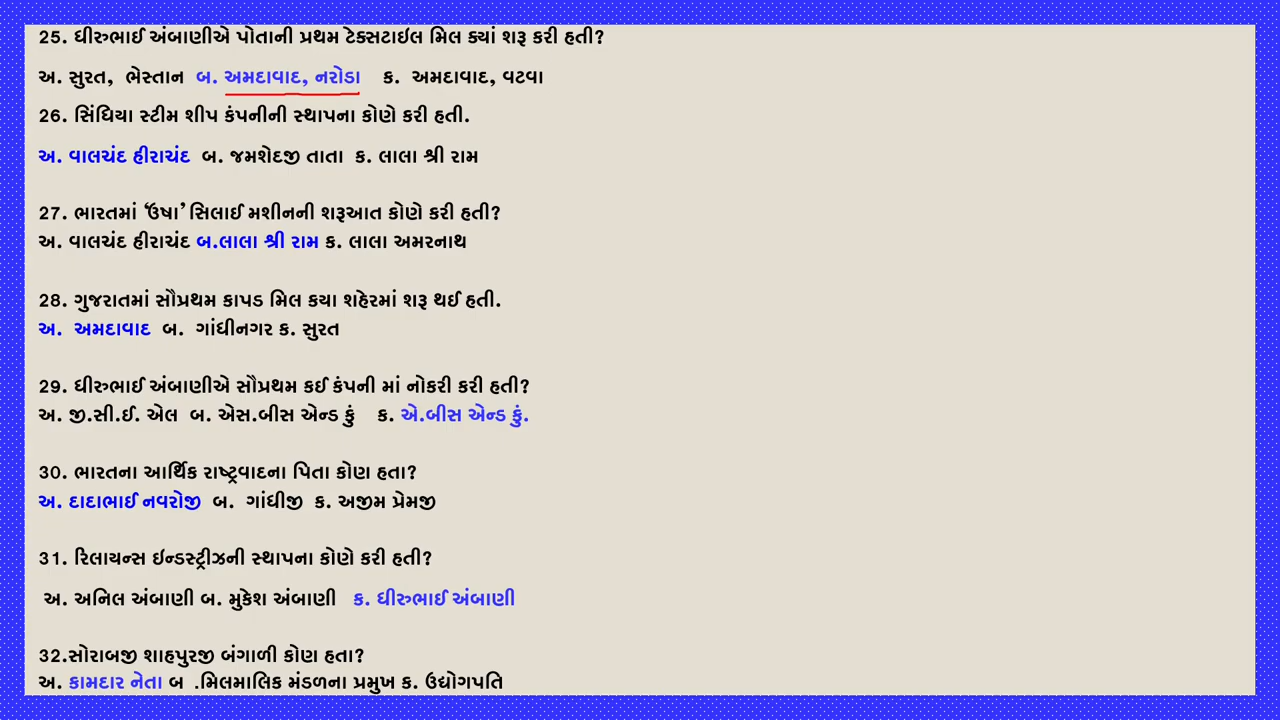 25. ધીરુભાઈ અંબાણીએ પોતાની પ્રથમ ટેક્સટાઇલ મિલ ક્યાં શરૂ કરી હતી?
અ. સુરત, ભેસ્તાન બ. અમદાવાદ, નરોડા ક. અમદાવાદ, વટવા
26. સિંધિયા સ્ટીમ શીપ કંપનીની સ્થાપના કોણે કરી હતી.
અ. વાલચંદ હીરાચંદ બ. જમશેદજી તાતા ક. લાલા શ્રી રામ
27. ભારતમાં ‘ઉષા’ સિલાઈ મશીનની શરૂઆત કોણે કરી હતી?
અ. વાલચંદ હીરાચંદ બ.લાલા શ્રી રામ ક. લાલા અમરનાથ
28. ગુજરાતમાં સૌપ્રથમ કાપડ મિલ કયા શહેરમાં શરૂ થઈ હતી.
અ. અમદાવાદ બ. ગાંધીનગર ક. સુરત
29. ધીરુભાઈ અંબાણીએ સૌપ્રથમ કઈ કંપની માં નોકરી કરી હતી?
અ. જી.સી.ઈ. એલ બ. એસ.બીસ એન્ડ કું ક. એ.બીસ એન્ડ કું.
30. ભારતના આર્થિક રાષ્ટ્રવાદના પિતા કોણ હતા?
અ. દાદાભાઈ નવરોજી બ. ગાંધીજી ક. અજીમ પ્રેમજી
31. રિલાયન્સ ઇન્ડસ્ટ્રીઝની સ્થાપના કોણે કરી હતી?
અ. અનિલ અંબાણી બ. મુકેશ અંબાણી ક. ધીરુભાઈ અંબાણી
32.સોરાબજી શાહપુરજી બંગાળી કોણ હતા?
અ. કામદાર નેતા બ .મિલમાલિક મંડળના પ્રમુખ ક. ઉદ્યોગપતિ